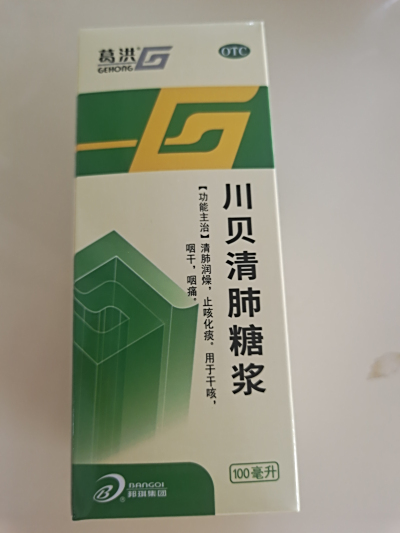 葛洪®
GEHONG
OTC
川贝清肺糖浆
【功能主治】清肺润燥,止咳化痰。用于干咳,
咽干,咽痛。
100毫升
BANGQI
邦琪集团